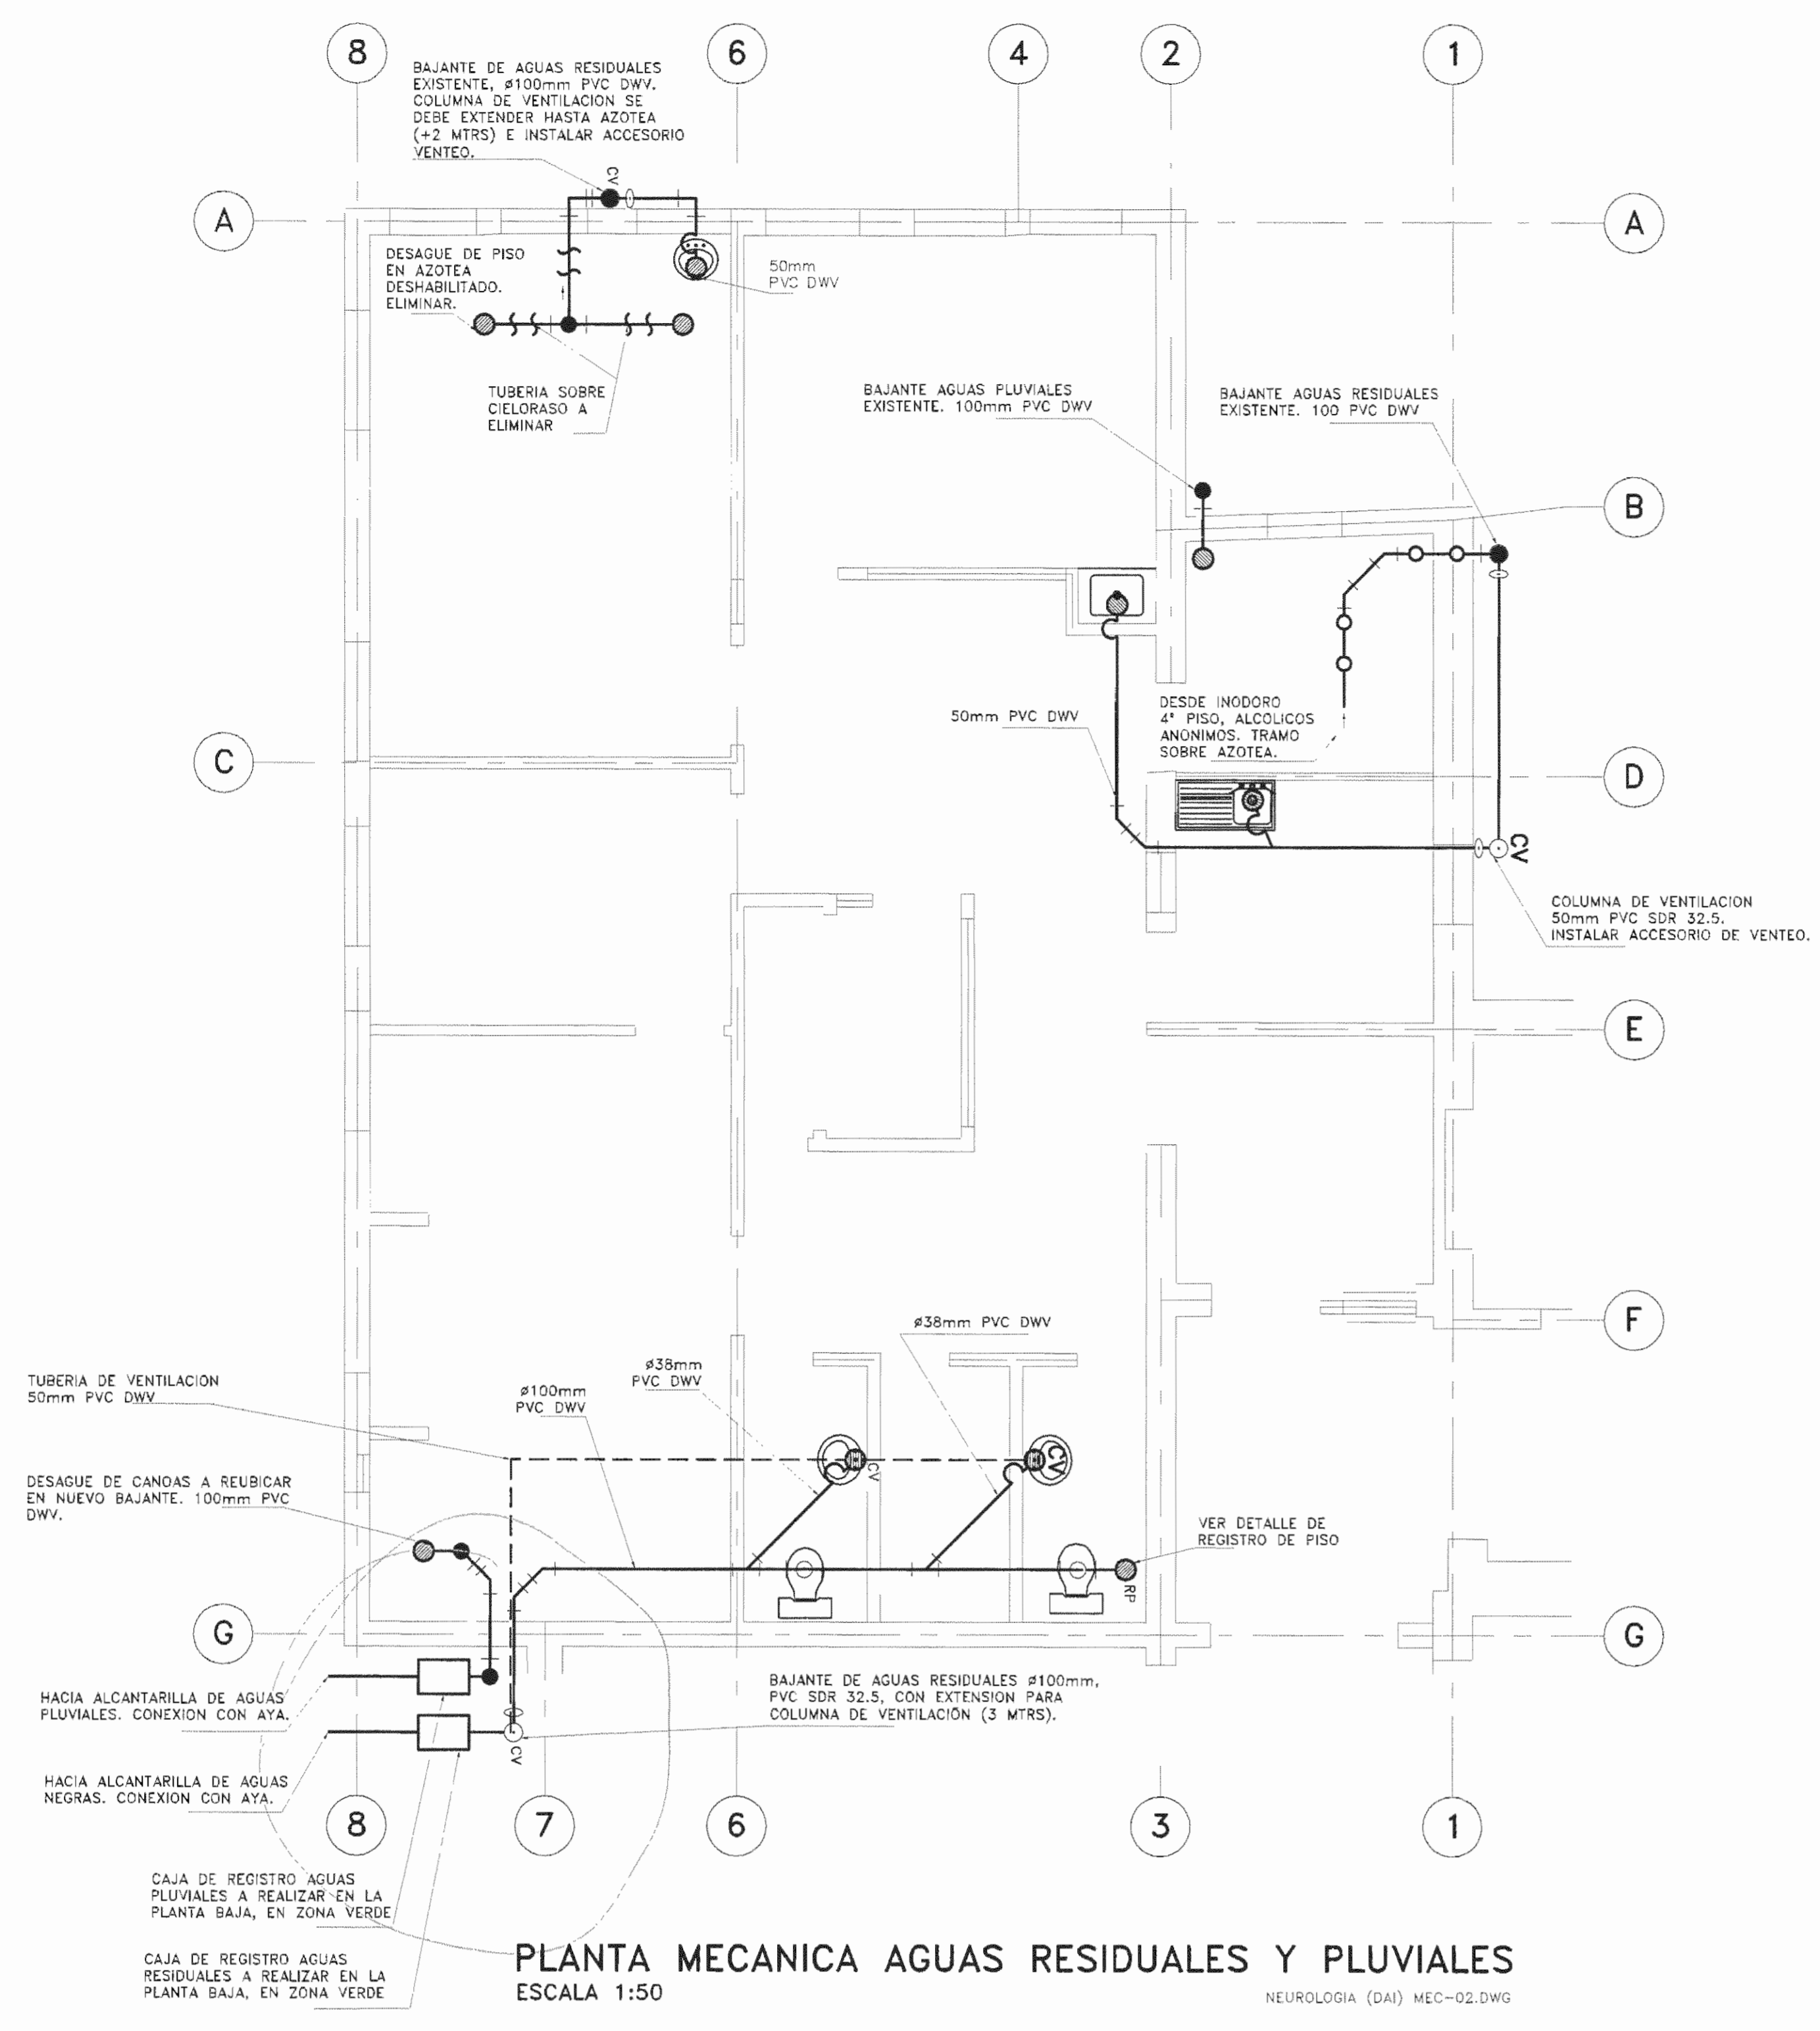 8
6
4
2
1
BAJANTE DE AGUAS RESIDUALES
EXISTENTE, ø100mm PVC DWV.
COLUMNA DE VENTILACION SE
DEBE EXTENDER HASTA AZOTEA
(+2 MTRS) E INSTALAR ACCESORIO
VENTEO.
CV
A
A
DESAGUE DE PISO
EN AZOTEA
DESHABILITADO.
ELIMINAR.
50mm
PVC DWV
TUBERIA SOBRE
CIELORASO A
ELIMINAR
BAJANTE AGUAS PLUVIALES
EXISTENTE. 100mm PVC DWV
BAJANTE AGUAS RESIDUALES
EXISTENTE. 100 PVC DWV
B
50mm PVC DWV
DESDE INODORO
4° PISO, ALCOLICOS
ANONIMOS. TRAMO
SOBRE AZOTEA.
C
D
CV
COLUMNA DE VENTILACION
50mm PVC SDR 32.5.
INSTALAR ACCESORIO DE VENTEO.
E
F
ø38mm PVC DWV
ø38mm
PVC DWV
ø100mm
PVC DWV
TUBERIA DE VENTILACION
50mm PVC DWV
CV
CV
DESAGUE DE CANOAS A REUBICAR
EN NUEVO BAJANTE. 100mm PVC
DWV.
VER DETALLE DE
REGISTRO DE PISO
RP
G
G
HACIA ALCANTARILLA DE AGUAS
PLUVIALES. CONEXION CON AYA.
BAJANTE DE AGUAS RESIDUALES ø100mm,
PVC SDR 32.5, CON EXTENSION PARA
COLUMNA DE VENTILACION (3 MTRS).
CV
HACIA ALCANTARILLA DE AGUAS
NEGRAS. CONEXION CON AYA.
8
7
6
3
1
CAJA DE REGISTRO AGUAS
PLUVIALES A REALIZAR EN LA
PLANTA BAJA, EN ZONA VERDE
CAJA DE REGISTRO AGUAS
RESIDUALES A REALIZAR EN LA
PLANTA BAJA, EN ZONA VERDE
PLANTA MECANICA AGUAS RESIDUALES Y PLUVIALES
ESCALA 1:50
NEUROLOGIA (DAI) MEC-02.DWG